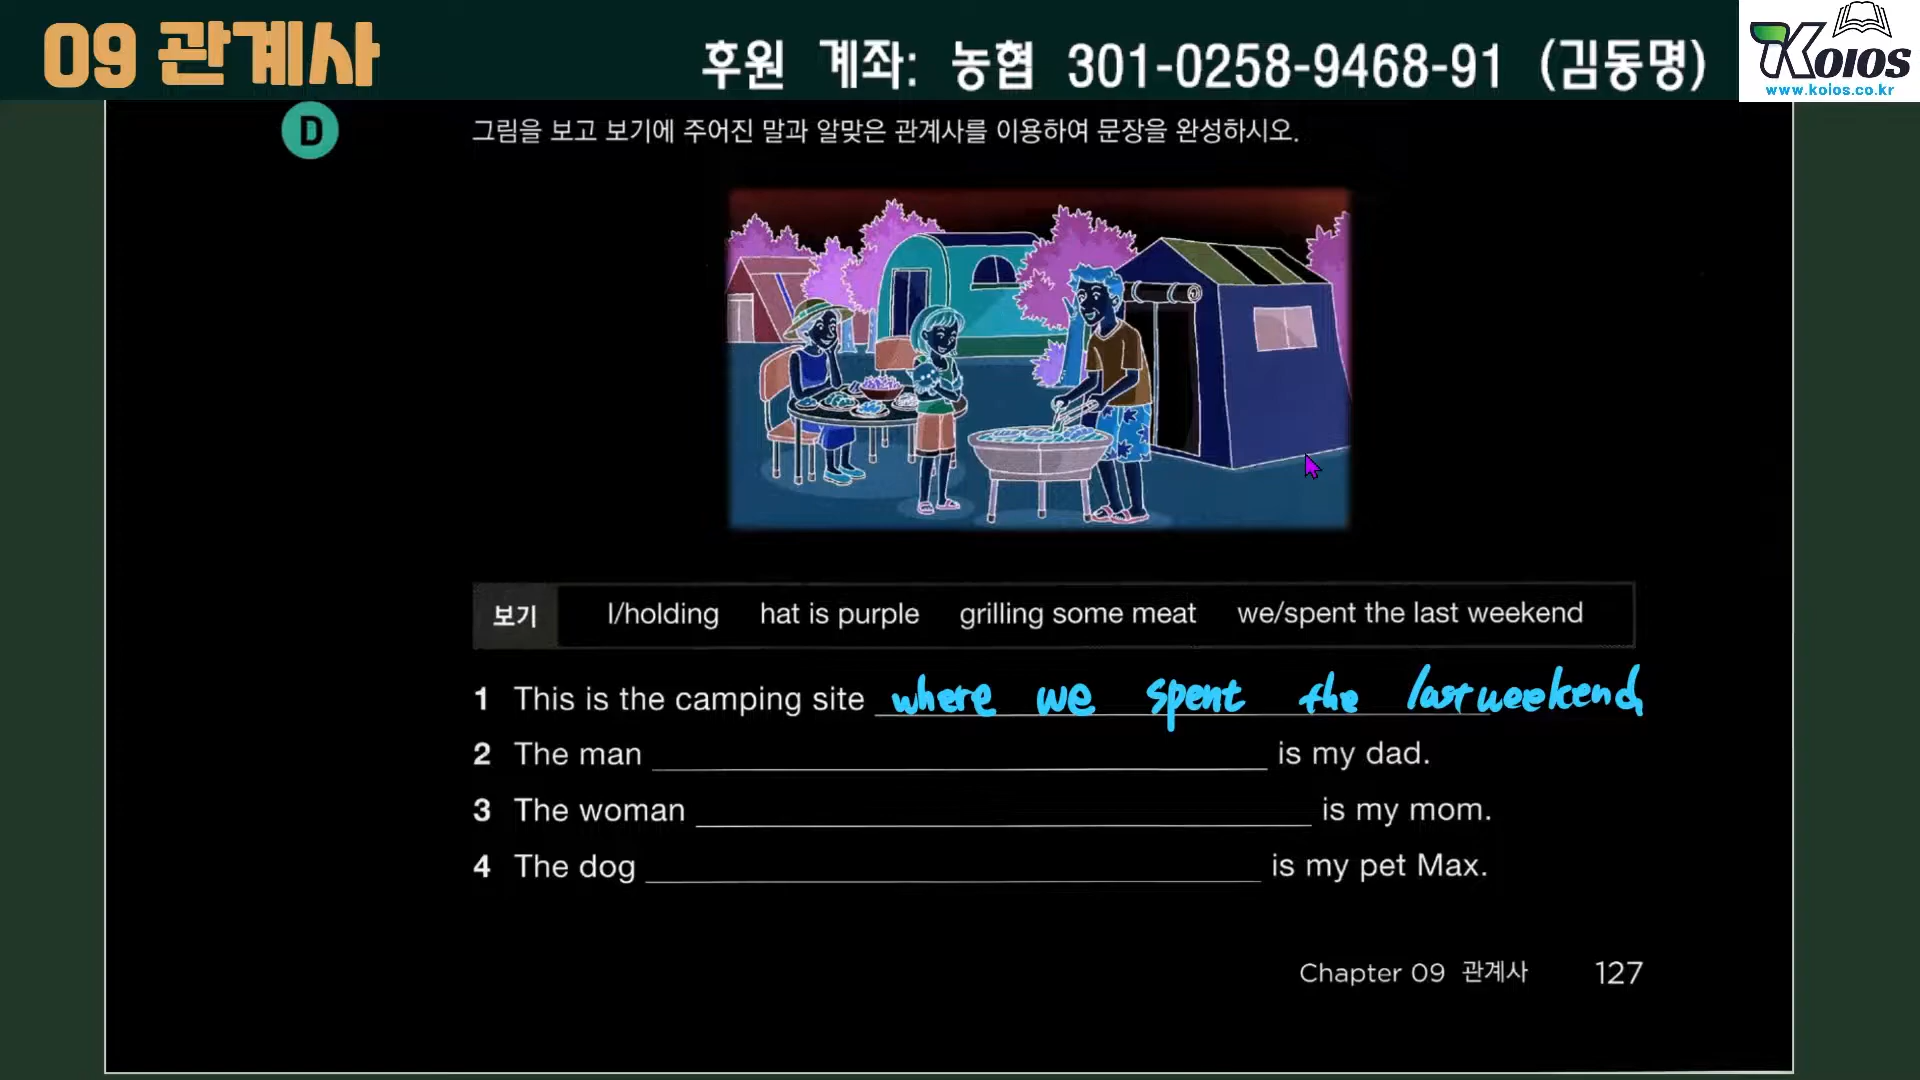 09 관계사
후원 계좌: 농협 301-0258-9468-91 (김동명)
KOIOS
www.koios.co.kr
D
그림을 보고 보기에 주어진 말과 알맞은 관계사를 이용하여 문장을 완성하시오.
보기 I/holding hat is purple grilling some meat we/spent the last weekend
1 This is the camping site where we spent the last weekend
2 The man ______ is my dad.
3 The woman ______ is my mom.
4 The dog ______ is my pet Max.
Chapter 09 관계사 127